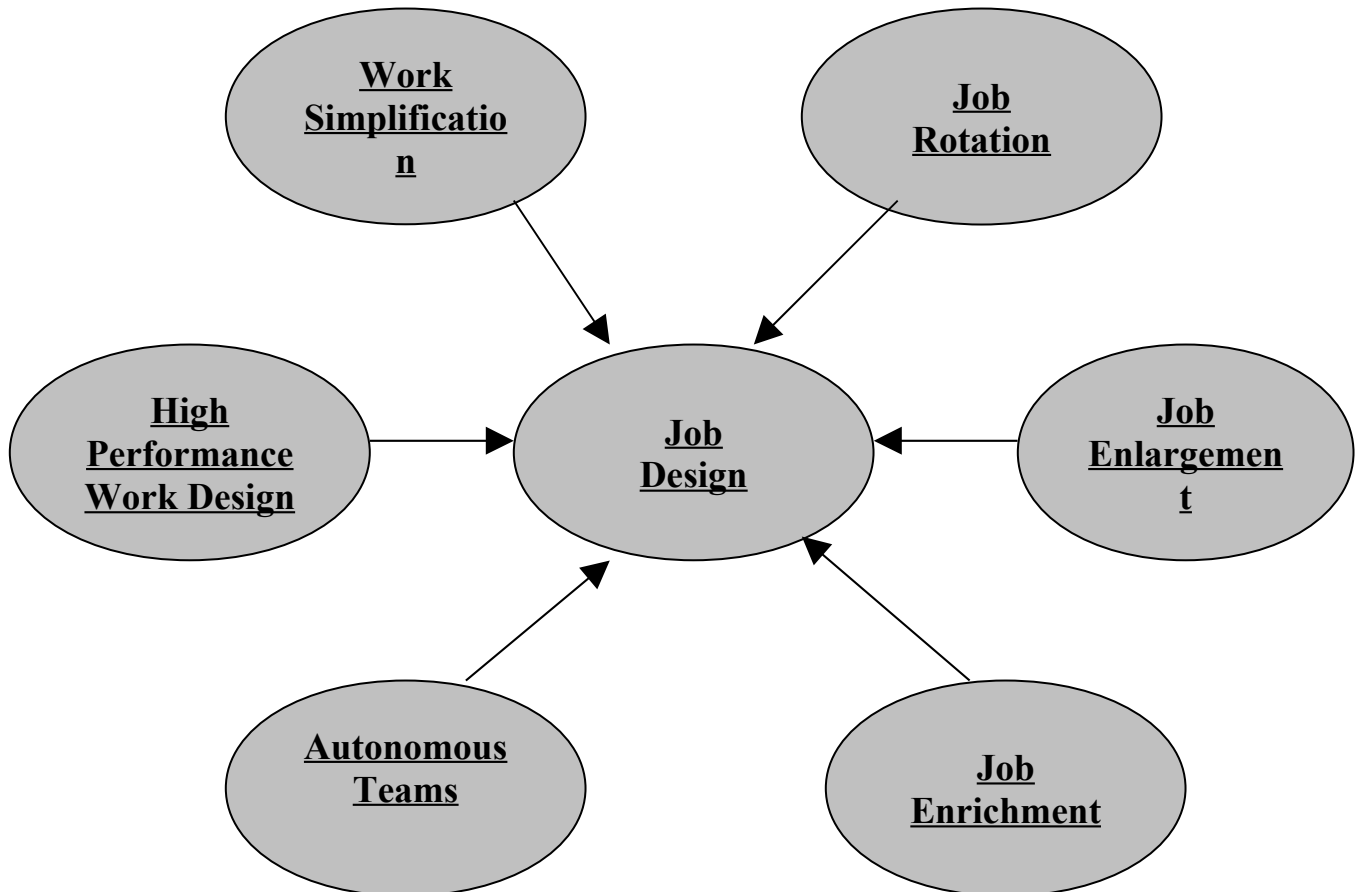 Work
Simplificatio
n
Job
Rotation
High
Performance
Work Design
Job
Design
Job
Enlargemen
t
Autonomous
Teams
Job
Enrichment